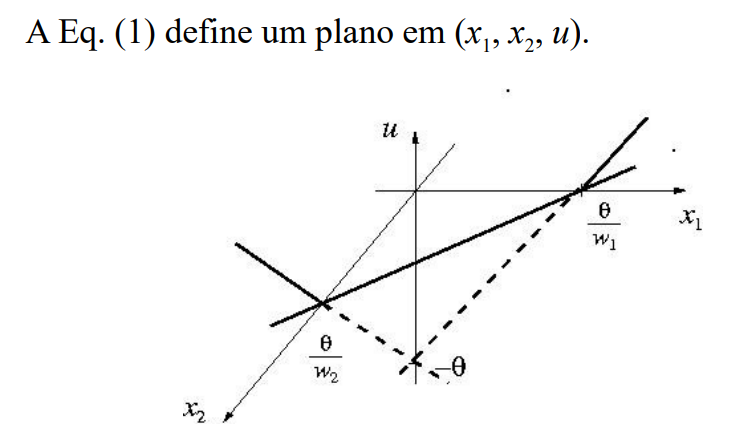 A Eq. (1) define um plano em (x₁, x₂, u).
u
θ
w₁
x₁
θ
w₂
–θ
x₂